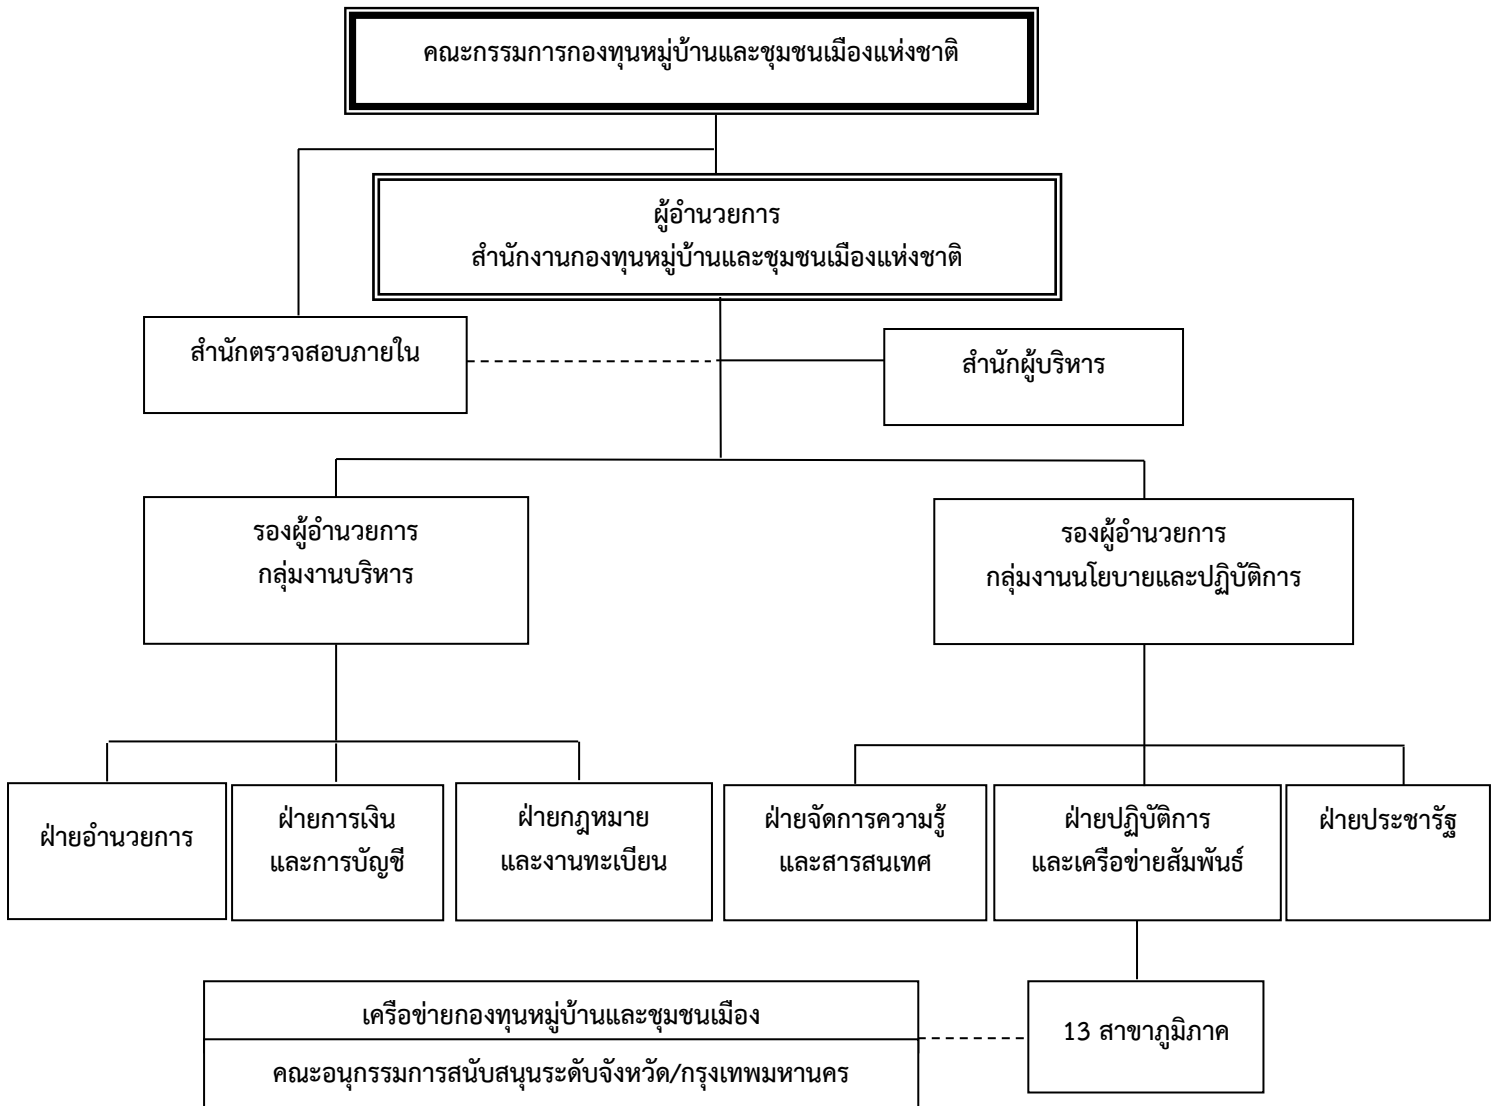 คณะกรรมการกองทุนหมู่บ้านและชุมชนเมืองแห่งชาติ
ผู้อำนวยการ
สำนักงานกองทุนหมู่บ้านและชุมชนเมืองแห่งชาติ
สำนักตรวจสอบภายใน
สำนักผู้บริหาร
รองผู้อำนวยการ
กลุ่มงานบริหาร
รองผู้อำนวยการ
กลุ่มงานนโยบายและปฏิบัติการ
ฝ่ายอำนวยการ
ฝ่ายการเงิน
และการบัญชี
ฝ่ายกฎหมาย
และงานทะเบียน
ฝ่ายจัดการความรู้
และสารสนเทศ
ฝ่ายปฏิบัติการ
และเครือข่ายสัมพันธ์
ฝ่ายประชารัฐ
เครือข่ายกองทุนหมู่บ้านและชุมชนเมือง
คณะอนุกรรมการสนับสนุนระดับจังหวัด/กรุงเทพมหานคร
13 สาขาภูมิภาค